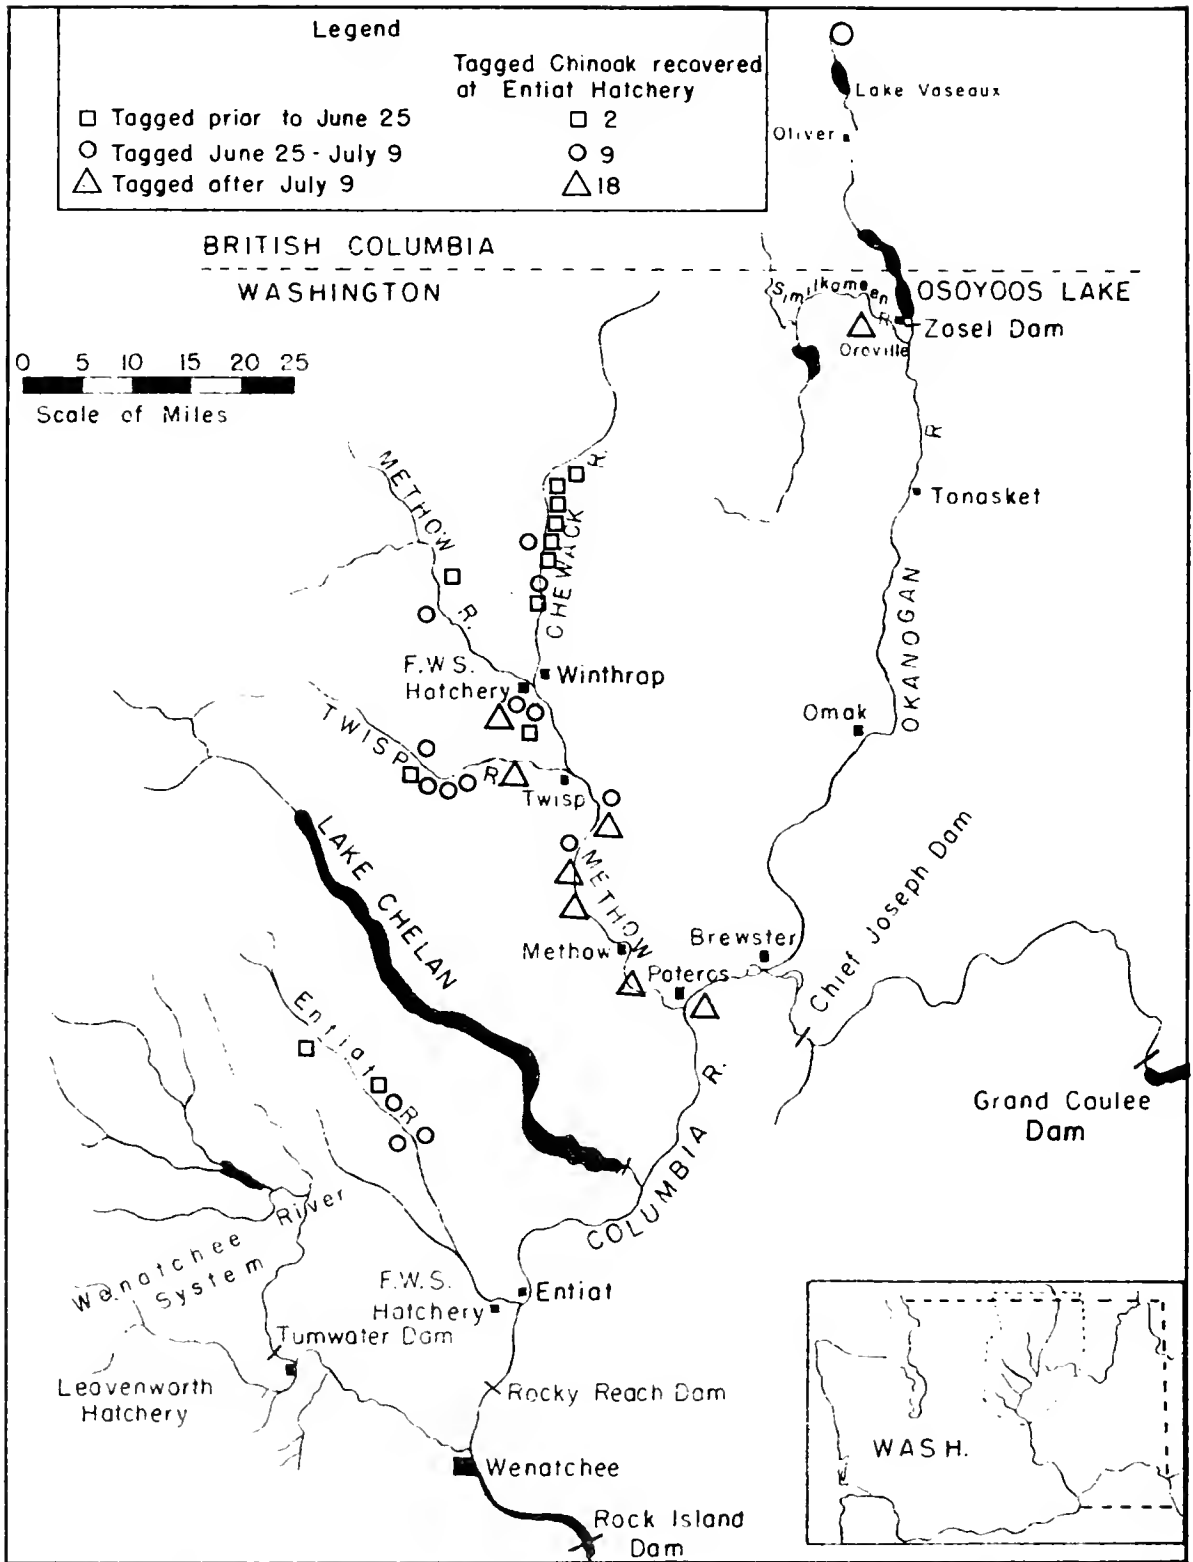 Legend
Tagged Chinook recovered
at Entiat Hatchery
Tagged prior to June 25
2
Tagged June 25 - July 9
9
Tagged after July 9
18
Lake Vaseaux
Oliver
BRITISH COLUMBIA
WASHINGTON
Similkameen R.
OSOYOOS LAKE
Zosel Dam
Oroville
0 5 10 15 20 25
Scale of Miles
METHOW R.
CHEWACK R.
OKANOGAN R
Tonasket
F.W.S.
Hatchery
Winthrop
TWISP R.
Twisp
Omak
LAKE CHELAN
METHOW
Methow
Pateros
Brewster
Chief Joseph Dam
Grand Coulee
Dam
Entiat R
COLUMBIA R.
Wenatchee River
System
F.W.S.
Hatchery
Entiat
Tumwater Dam
Leavenworth
Hatchery
Rocky Reach Dam
Wenatchee
Rock Island
Dam
WASH.